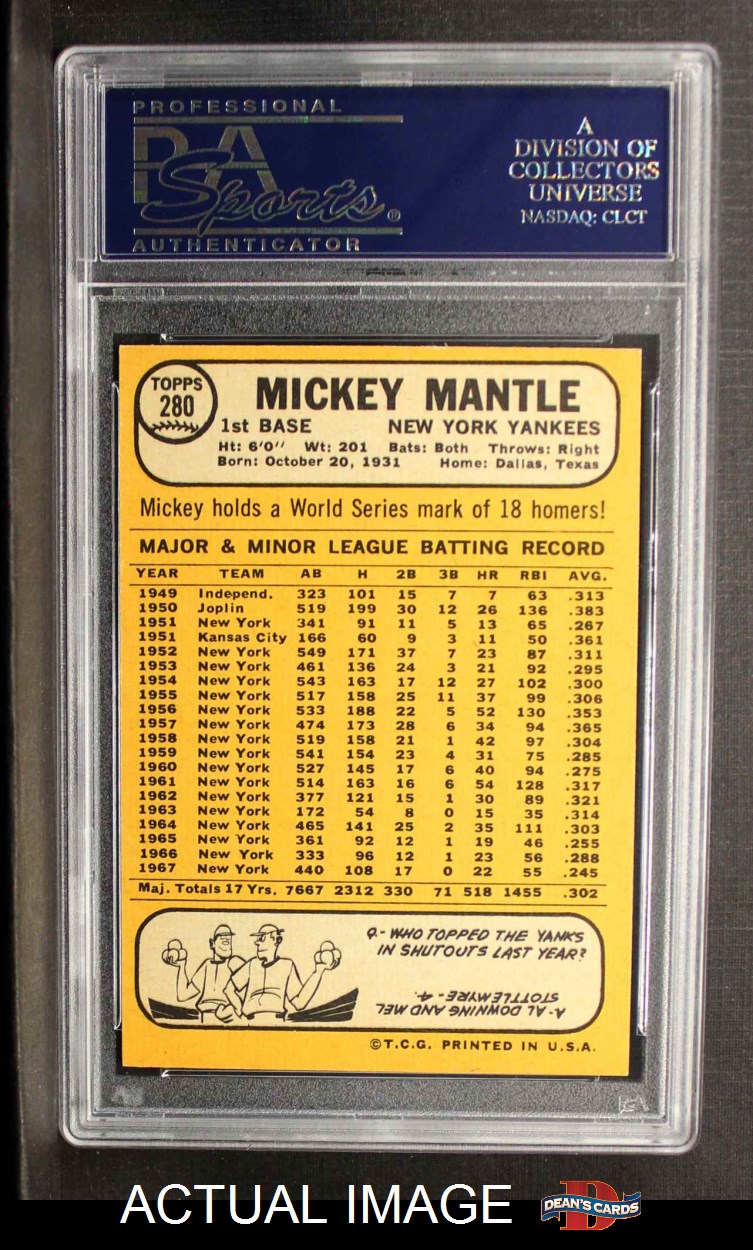 PROFESSIONAL
PSA
Sports®
AUTHENTICATOR
A
DIVISION OF
COLLECTORS
UNIVERSE
NASDAQ: CLCT
TOPPS
280
MICKEY MANTLE
1st BASE NEW YORK YANKEES
Ht: 6'0'' Wt: 201 Bats: Both Throws: Right
Born: October 20, 1931 Home: Dallas, Texas
Mickey holds a World Series mark of 18 homers!
MAJOR & MINOR LEAGUE BATTING RECORD
YEAR TEAM AB H 2B 3B HR RBI AVG.
1949 Independ. 323 101 15 7 7 63 .313
1950 Joplin 519 199 30 12 26 136 .383
1951 New York 341 91 11 5 13 65 .267
1951 Kansas City 166 60 9 3 11 50 .361
1952 New York 549 171 37 7 23 87 .311
1953 New York 461 136 24 3 21 92 .295
1954 New York 543 163 17 12 27 102 .300
1955 New York 517 158 25 11 37 99 .306
1956 New York 533 188 22 5 52 130 .353
1957 New York 474 173 28 6 34 94 .365
1958 New York 519 158 21 1 42 97 .304
1959 New York 541 154 23 4 31 75 .285
1960 New York 527 145 17 6 40 94 .275
1961 New York 514 163 16 6 54 128 .317
1962 New York 377 121 15 1 30 89 .321
1963 New York 172 54 8 0 15 35 .314
1964 New York 465 141 25 2 35 111 .303
1965 New York 361 92 12 1 19 46 .255
1966 New York 333 96 12 1 23 56 .288
1967 New York 440 108 17 0 22 55 .245
Maj. Totals 17 Yrs. 7667 2312 330 71 518 1455 .302
Q- WHO TOPPED THE YANKS
IN SHUTOUTS LAST YEAR?
A- AL DOWNING AND MEL
STOTTLEMYRE - 4.
©T.C.G. PRINTED IN U.S.A.
ACTUAL IMAGE
D
DEAN'S CARDS